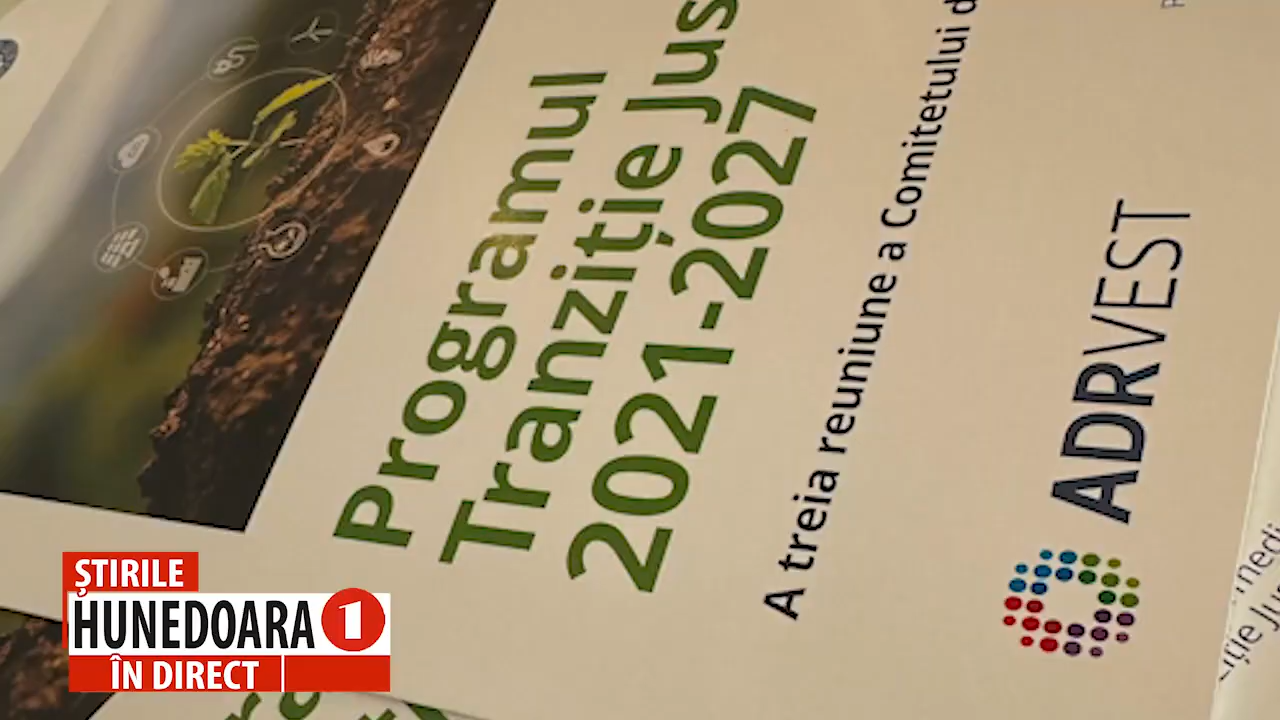 Programul
Tranziție Jus
2021-2027
A treia reuniune a Comitetului d
ADRVEST
ȘTIRILE
HUNEDOARA 1
ÎN DIRECT